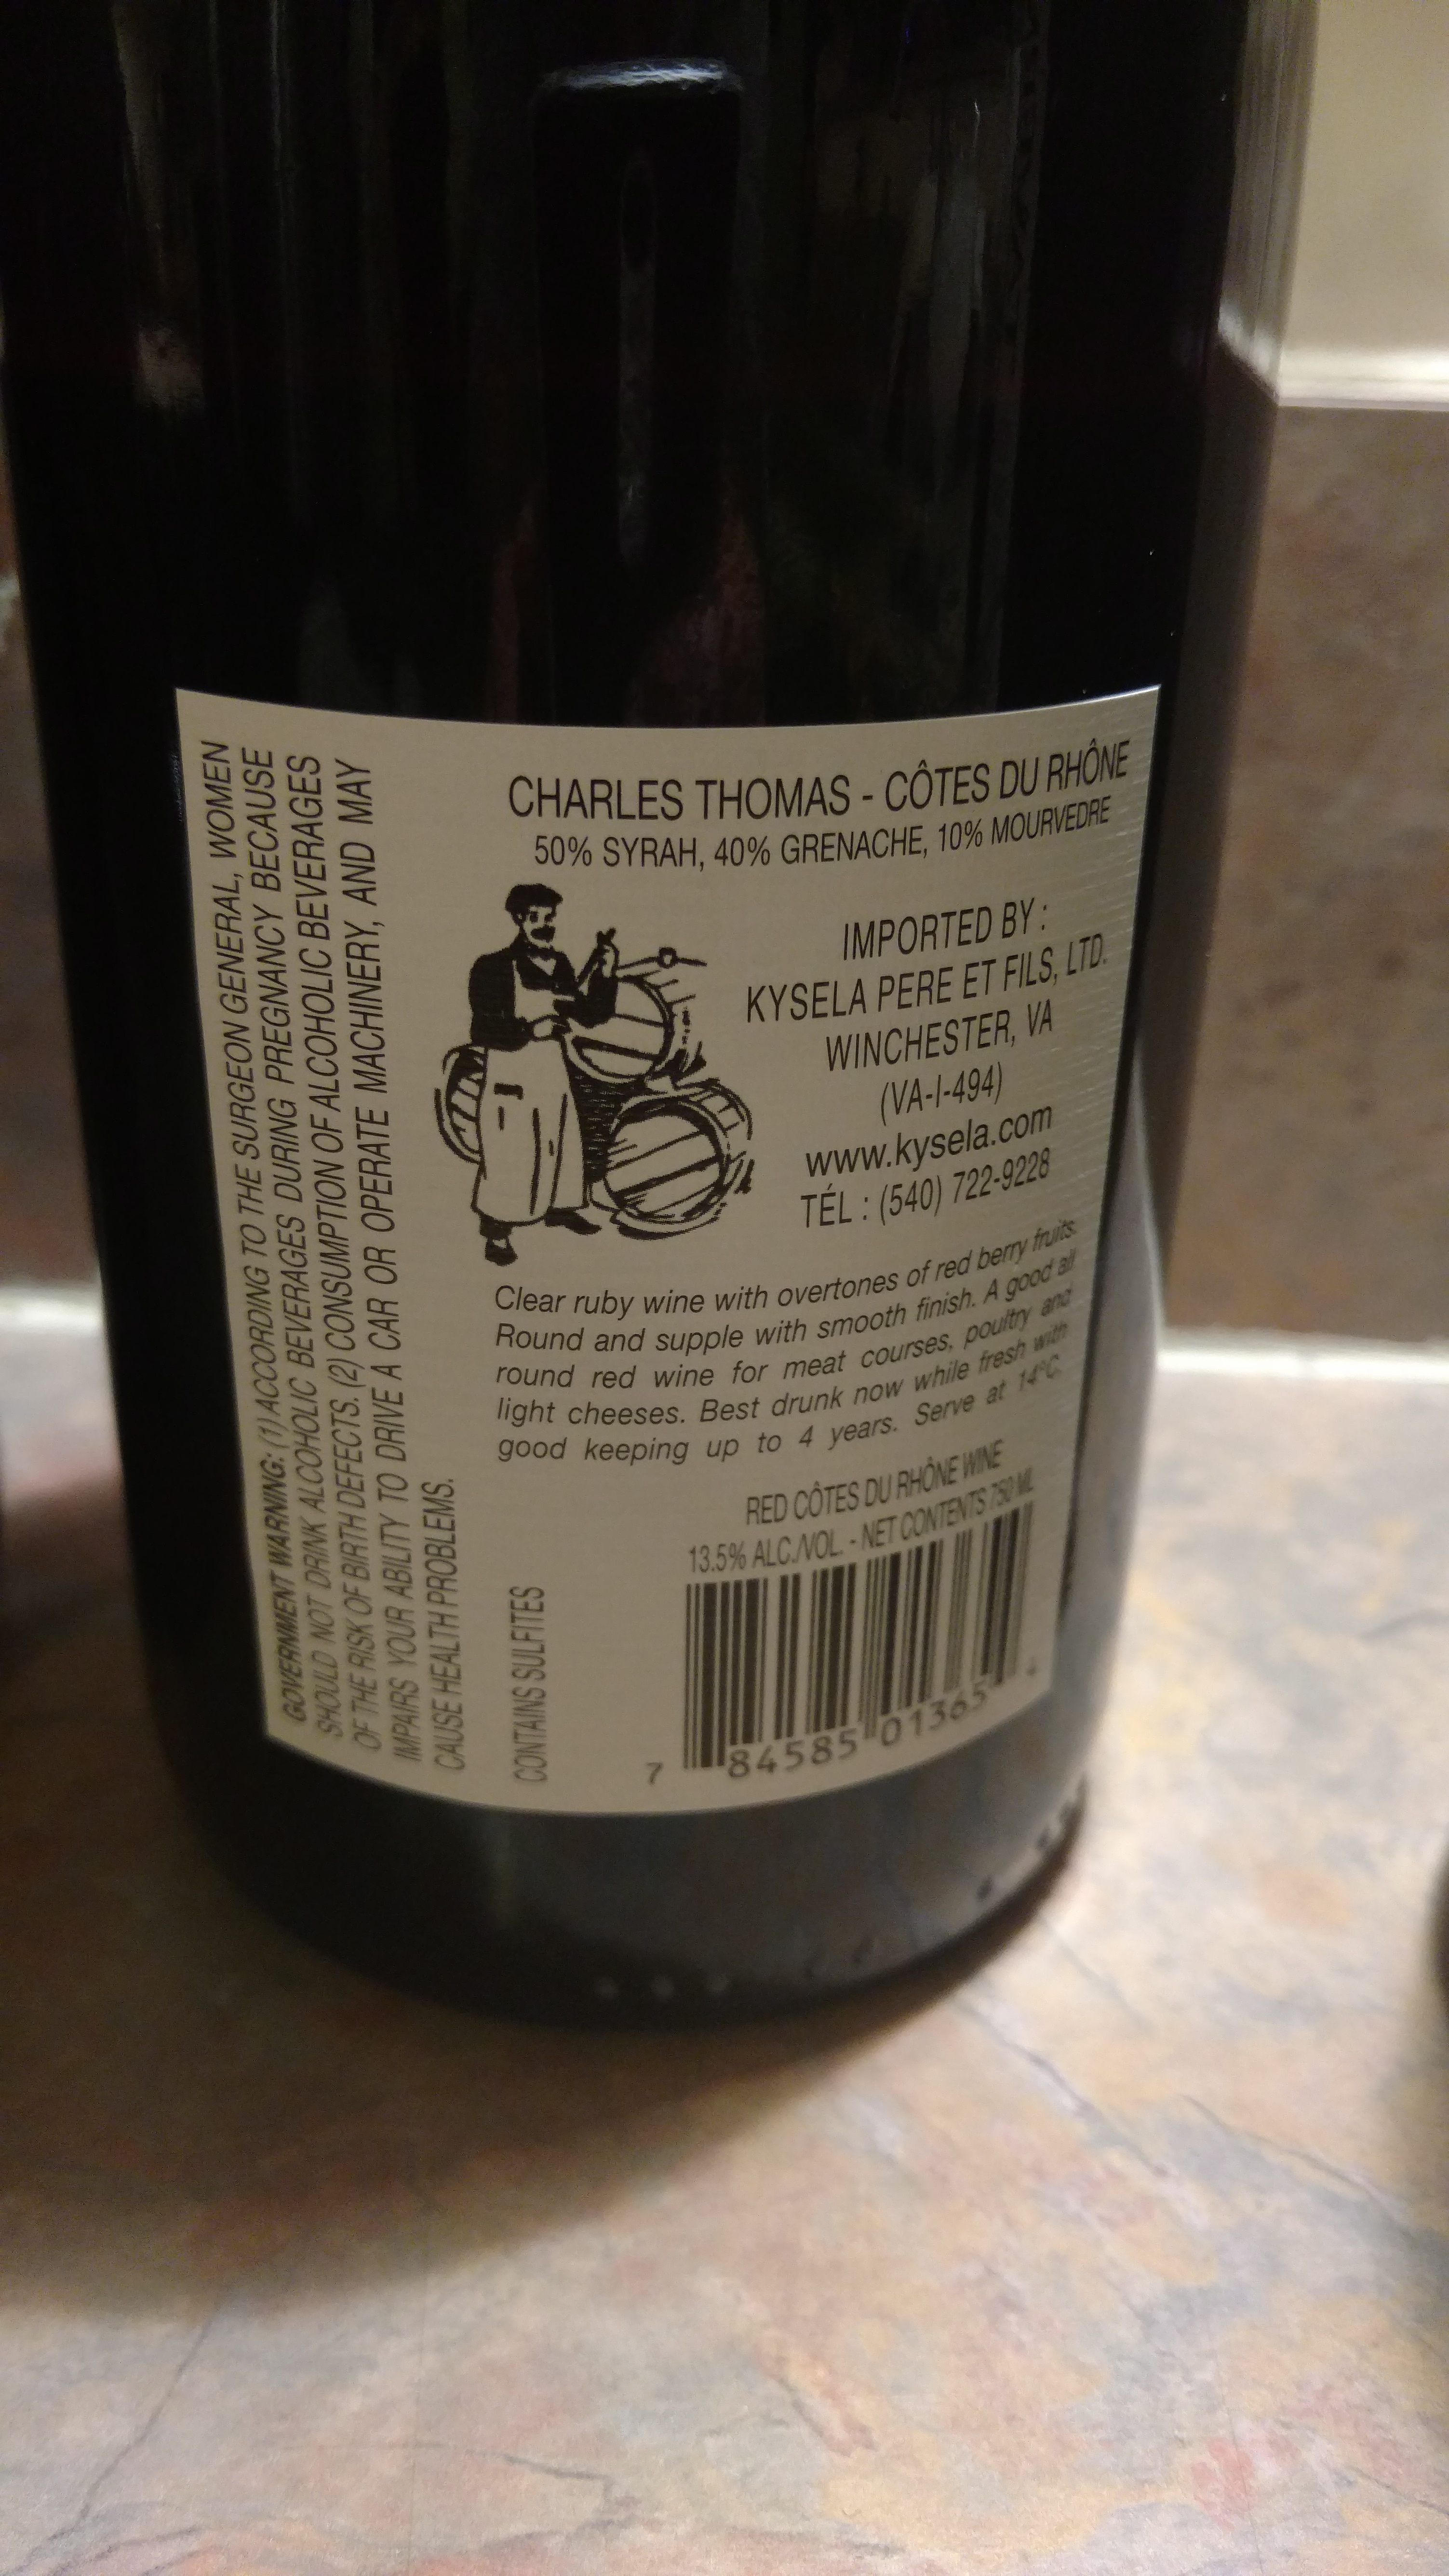 GOVERNMENT WARNING: (1) ACCORDING TO THE SURGEON GENERAL, WOMEN
SHOULD NOT DRINK ALCOHOLIC BEVERAGES DURING PREGNANCY BECAUSE
OF THE RISK OF BIRTH DEFECTS. (2) CONSUMPTION OF ALCOHOLIC BEVERAGES
IMPAIRS YOUR ABILITY TO DRIVE A CAR OR OPERATE MACHINERY, AND MAY
CAUSE HEALTH PROBLEMS.
CHARLES THOMAS - CÔTES DU RHÔNE
50% SYRAH, 40% GRENACHE, 10% MOURVEDRE
IMPORTED BY :
KYSELA PERE ET FILS, LTD.
WINCHESTER, VA
(VA-I-494)
www.kysela.com
TÉL : (540) 722-9228
Clear ruby wine with overtones of red berry fruits.
Round and supple with smooth finish. A good all
round red wine for meat courses, poultry and
light cheeses. Best drunk now while fresh with
good keeping up to 4 years. Serve at 14°C.
RED CÔTES DU RHÔNE WINE
13.5% ALC./VOL. - NET CONTENTS 750 ML
CONTAINS SULFITES
7 84585 01365 4